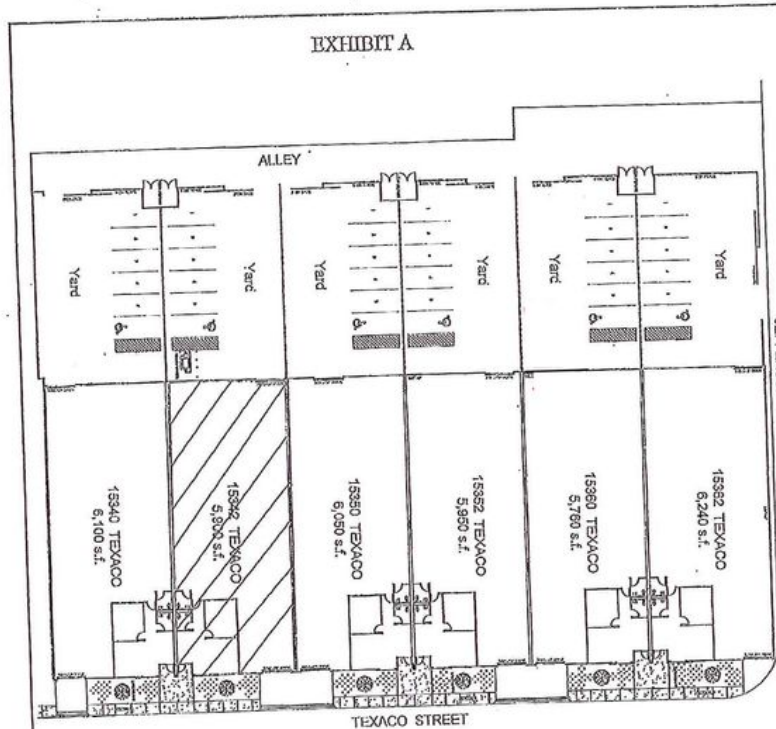 EXHIBIT A
ALLEY
Yard
Yard
Yard
Yard
Yard
Yard
15340 TEXACO
6,100 s.f.
15342 TEXACO
5,900 s.f.
15350 TEXACO
6,050 s.f.
15352 TEXACO
5,950 s.f.
15360 TEXACO
5,760 s.f.
15362 TEXACO
6,240 s.f.
TEXACO STREET